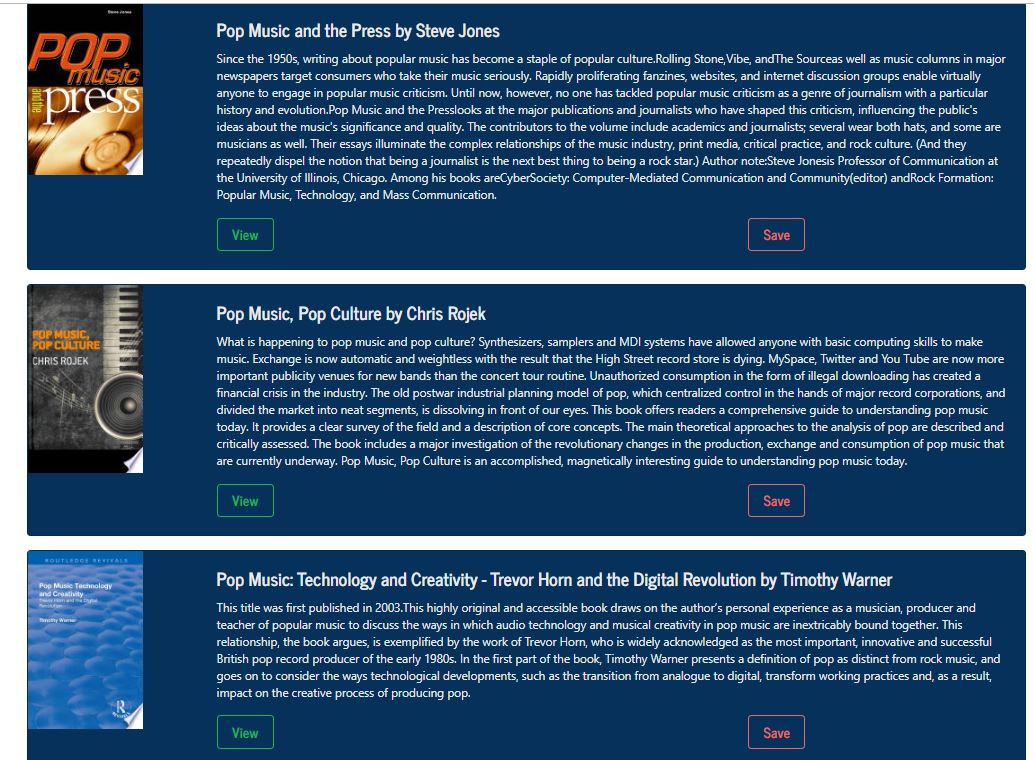 Steve Jones
POP
music
and the
press
Pop Music and the Press by Steve Jones
Since the 1950s, writing about popular music has become a staple of popular culture.Rolling Stone,Vibe, andThe Sourceas well as music columns in major
newspapers target consumers who take their music seriously. Rapidly proliferating fanzines, websites, and internet discussion groups enable virtually
anyone to engage in popular music criticism. Until now, however, no one has tackled popular music criticism as a genre of journalism with a particular
history and evolution.Pop Music and the Presslooks at the major publications and journalists who have shaped this criticism, influencing the public's
ideas about the music's significance and quality. The contributors to the volume include academics and journalists; several wear both hats, and some are
musicians as well. Their essays illuminate the complex relationships of the music industry, print media, critical practice, and rock culture. (And they
repeatedly dispel the notion that being a journalist is the next best thing to being a rock star.) Author note:Steve Jonesis Professor of Communication at
the University of Illinois, Chicago. Among his books areCyberSociety: Computer-Mediated Communication and Community(editor) andRock Formation:
Popular Music, Technology, and Mass Communication.
View
Save
POP MUSIC,
POP CULTURE
CHRIS ROJEK
Pop Music, Pop Culture by Chris Rojek
What is happening to pop music and pop culture? Synthesizers, samplers and MDI systems have allowed anyone with basic computing skills to make
music. Exchange is now automatic and weightless with the result that the High Street record store is dying. MySpace, Twitter and You Tube are now more
important publicity venues for new bands than the concert tour routine. Unauthorized consumption in the form of illegal downloading has created a
financial crisis in the industry. The old postwar industrial planning model of pop, which centralized control in the hands of major record corporations, and
divided the market into neat segments, is dissolving in front of our eyes. This book offers readers a comprehensive guide to understanding pop music
today. It provides a clear survey of the field and a description of core concepts. The main theoretical approaches to the analysis of pop are described and
critically assessed. The book includes a major investigation of the revolutionary changes in the production, exchange and consumption of pop music that
are currently underway. Pop Music, Pop Culture is an accomplished, magnetically interesting guide to understanding pop music today.
View
Save
ROUTLEDGE REVIVALS
Pop Music Technology
and Creativity
Trevor Horn and the Digital
Revolution
Timothy Warner
R
Pop Music: Technology and Creativity - Trevor Horn and the Digital Revolution by Timothy Warner
This title was first published in 2003.This highly original and accessible book draws on the author's personal experience as a musician, producer and
teacher of popular music to discuss the ways in which audio technology and musical creativity in pop music are inextricably bound together. This
relationship, the book argues, is exemplified by the work of Trevor Horn, who is widely acknowledged as the most important, innovative and successful
British pop record producer of the early 1980s. In the first part of the book, Timothy Warner presents a definition of pop as distinct from rock music, and
goes on to consider the ways technological developments, such as the transition from analogue to digital, transform working practices and, as a result,
impact on the creative process of producing pop.
View
Save